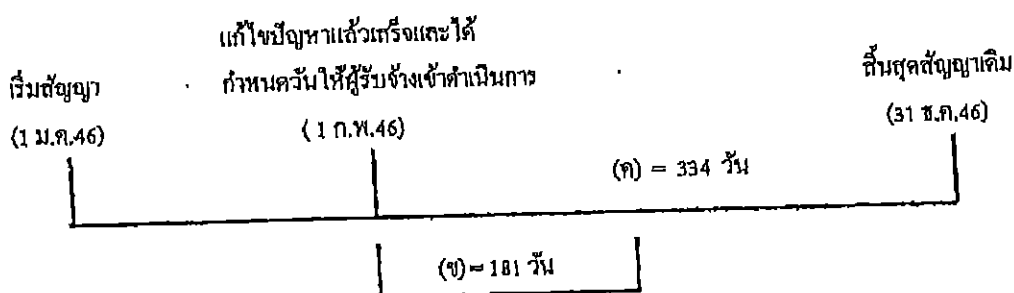 แก้ไขปัญหาแล้วเสร็จและได้
กำหนดวันให้ผู้รับจ้างเข้าดำเนินการ
เริ่มสัญญา
สิ้นสุดสัญญาเดิม
(1 ม.ค.46)
(1 ก.พ.46)
(31 ธ.ค.46)
(ค) = 334 วัน
(ข) = 181 วัน